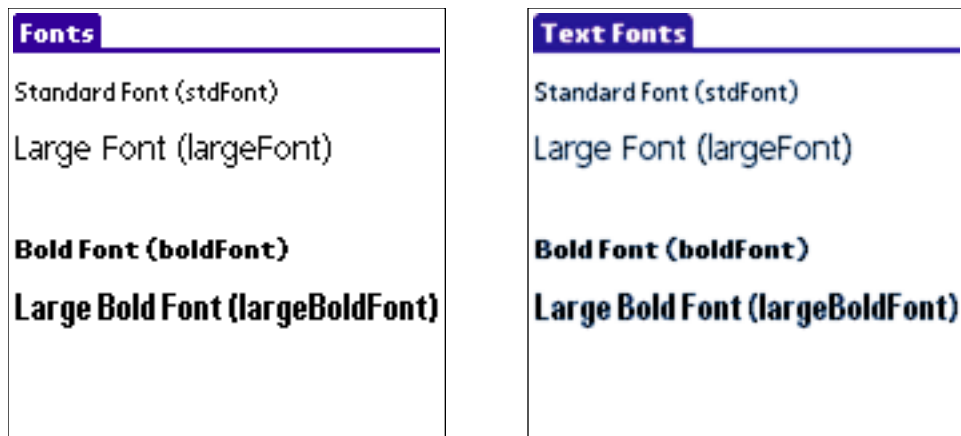 Fonts
Standard Font (stdFont)
Large Font (largeFont)
Bold Font (boldFont)
Large Bold Font (largeBoldFont)
Text Fonts
Standard Font (stdFont)
Large Font (largeFont)
Bold Font (boldFont)
Large Bold Font (largeBoldFont)